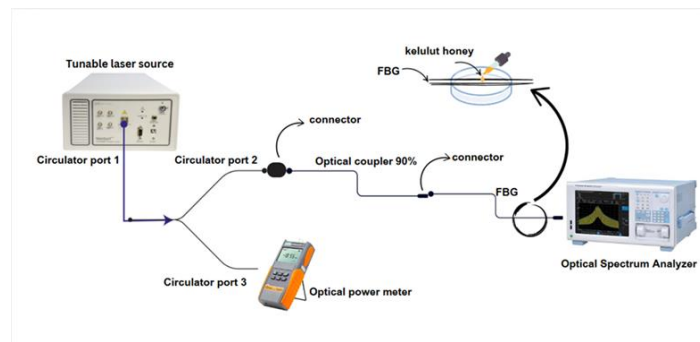 kelulut honey
FBG
Tunable laser source
connector
Circulator port 1
Circulator port 2
Optical coupler 90%
connector
FBG
Optical Spectrum Analyzer
Circulator port 3
Optical power meter